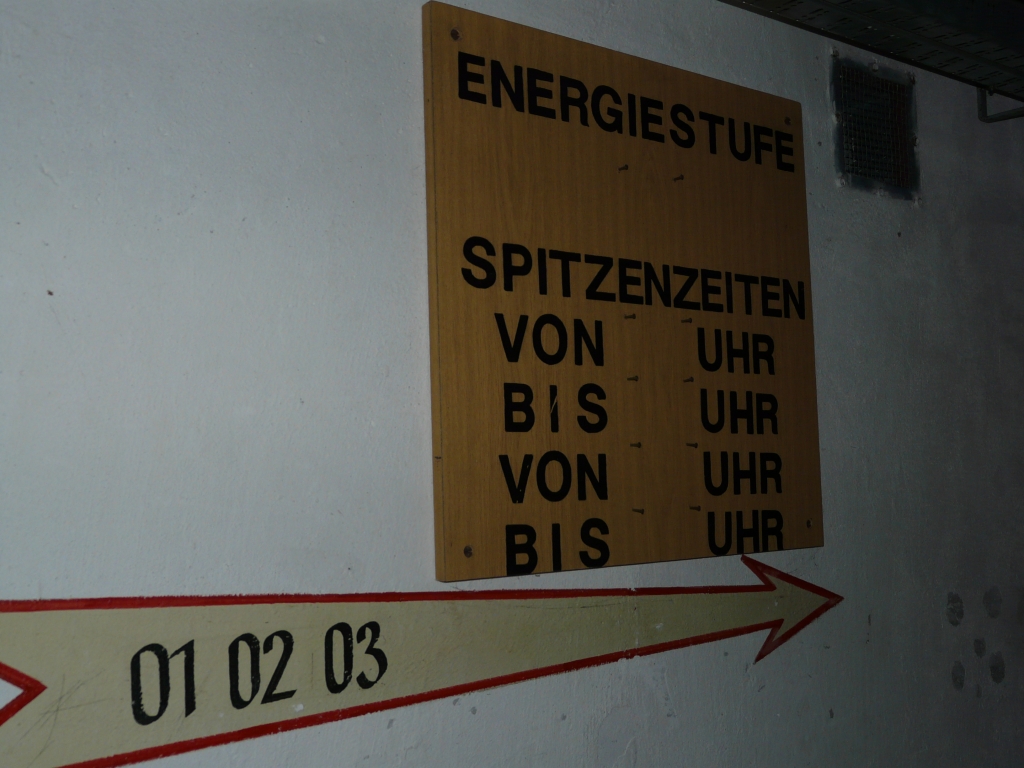 ENERGIESTUFE
SPITZENZEITEN
VON UHR
BIS UHR
VON UHR
BIS UHR
01 02 03